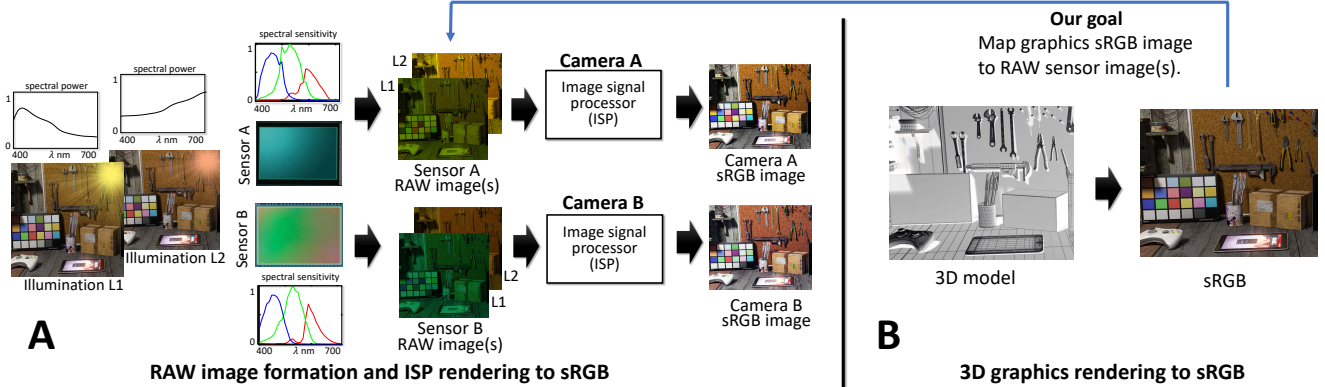 spectral power
1
0
400
λ nm
700
spectral power
1
0
400
λ nm
700
Illumination L1
Illumination L2
spectral sensitivity
1
0
400
λ nm
700
Sensor A
Sensor B
spectral sensitivity
1
0
400
λ nm
700
L2
L1
Sensor A
RAW image(s)
L2
L1
Sensor B
RAW image(s)
Camera A
Image signal
processor
(ISP)
Camera A
sRGB image
Camera B
Image signal
processor
(ISP)
Camera B
sRGB image
A
RAW image formation and ISP rendering to sRGB
Our goal
Map graphics sRGB image
to RAW sensor image(s).
3D model
sRGB
B
3D graphics rendering to sRGB